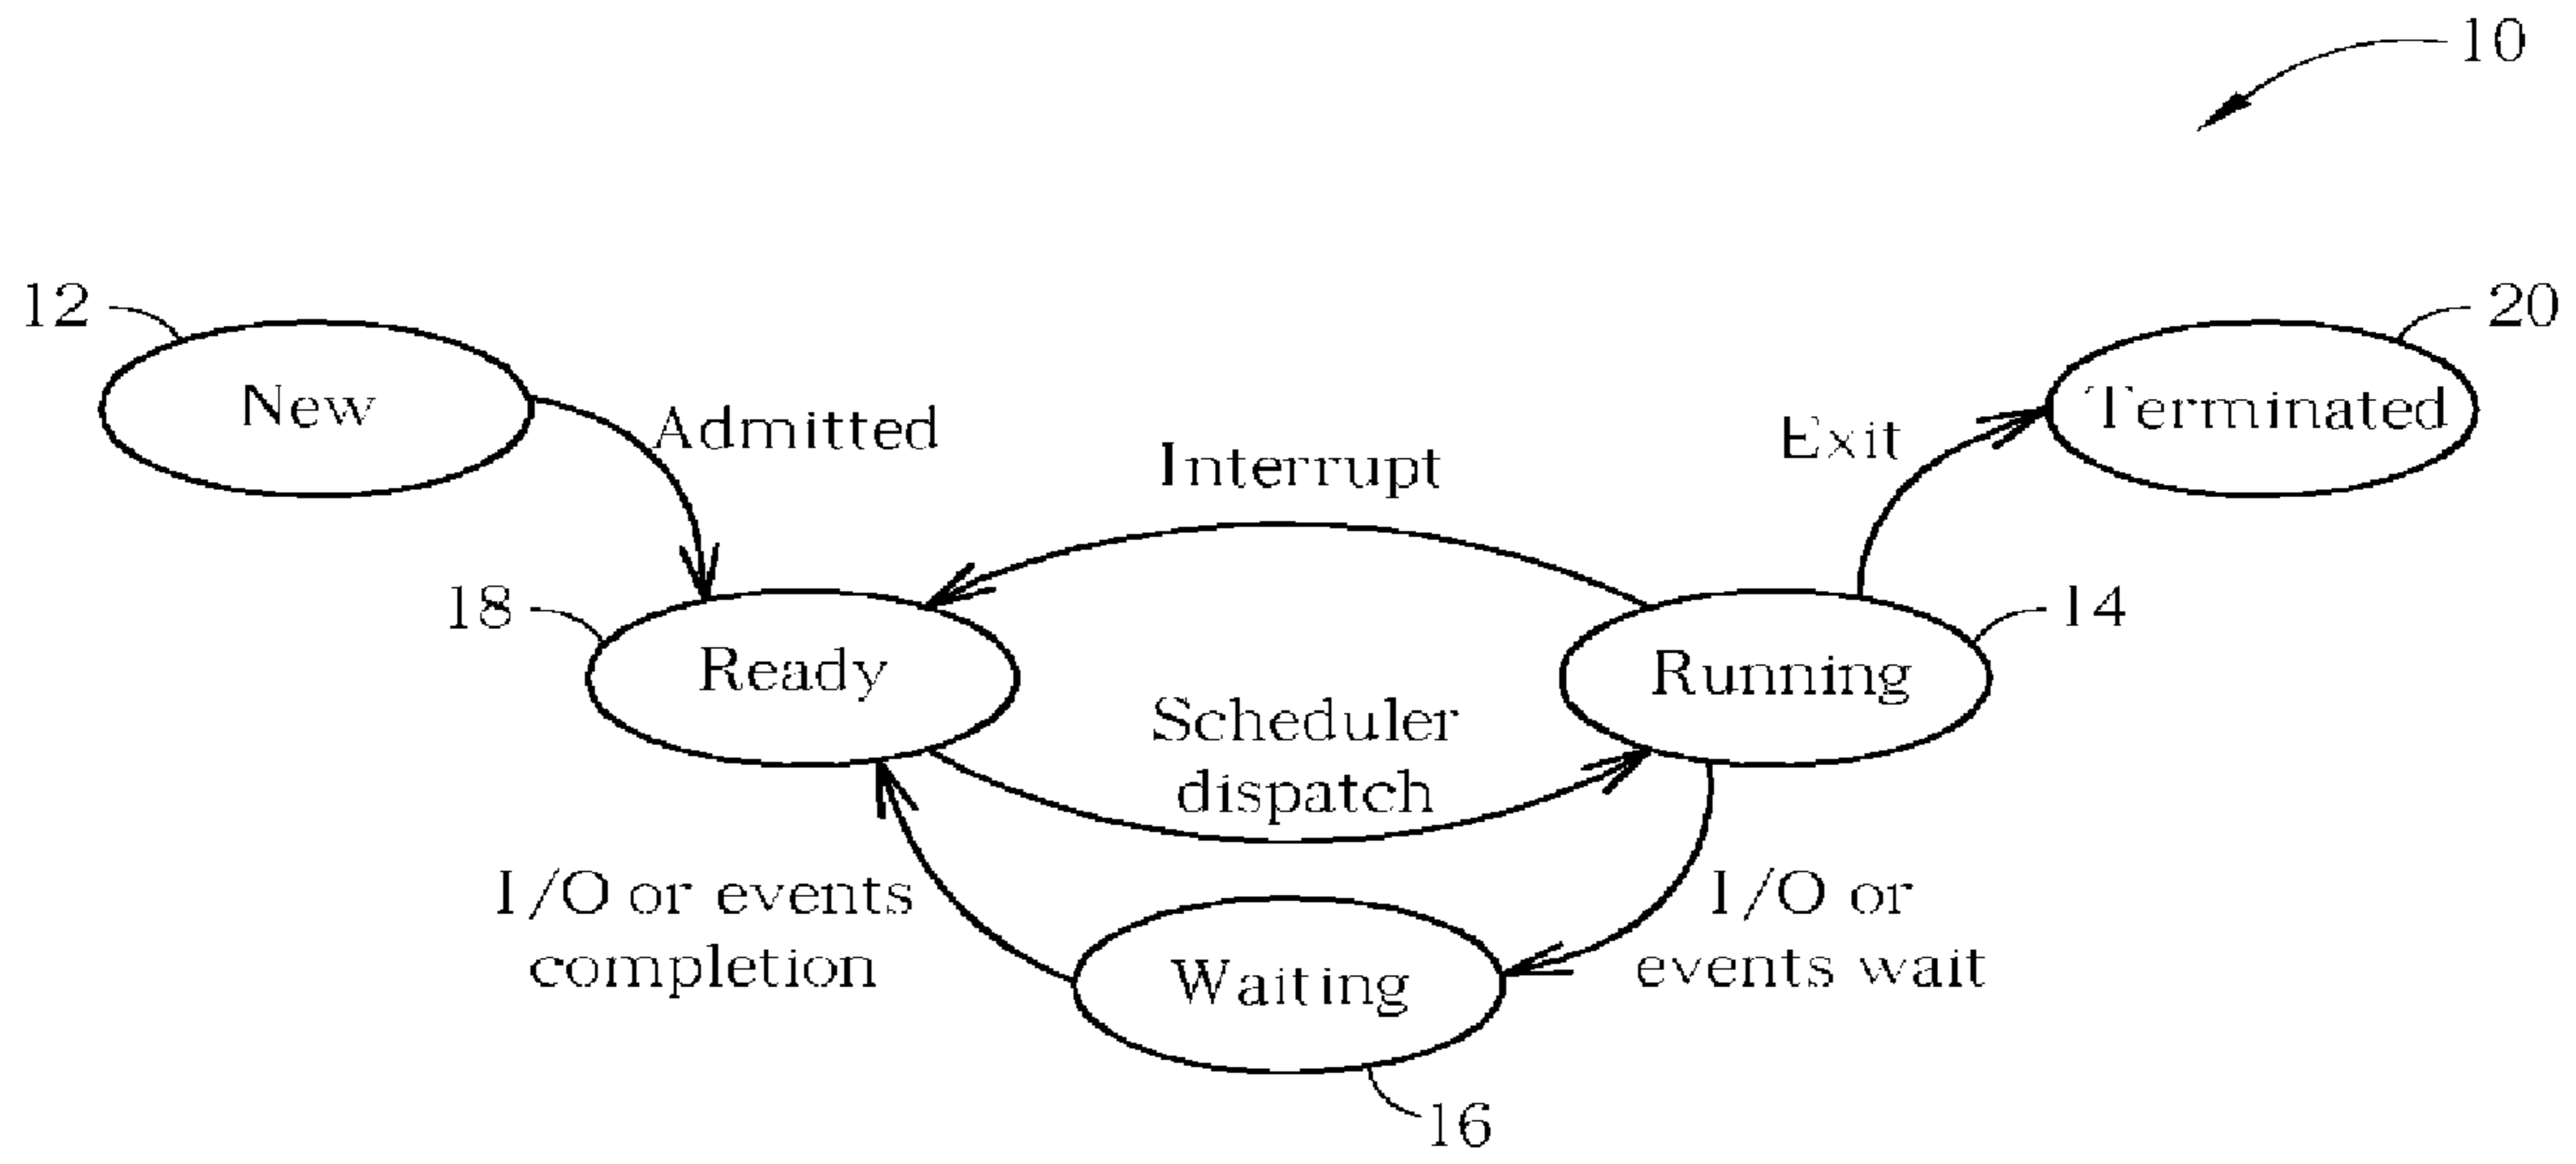 10
12
20
New
Admitted
Interrupt
Exit
Terminated
18
14
Ready
Running
Scheduler
dispatch
I/O or events
completion
Waiting
I/O or
events wait
16